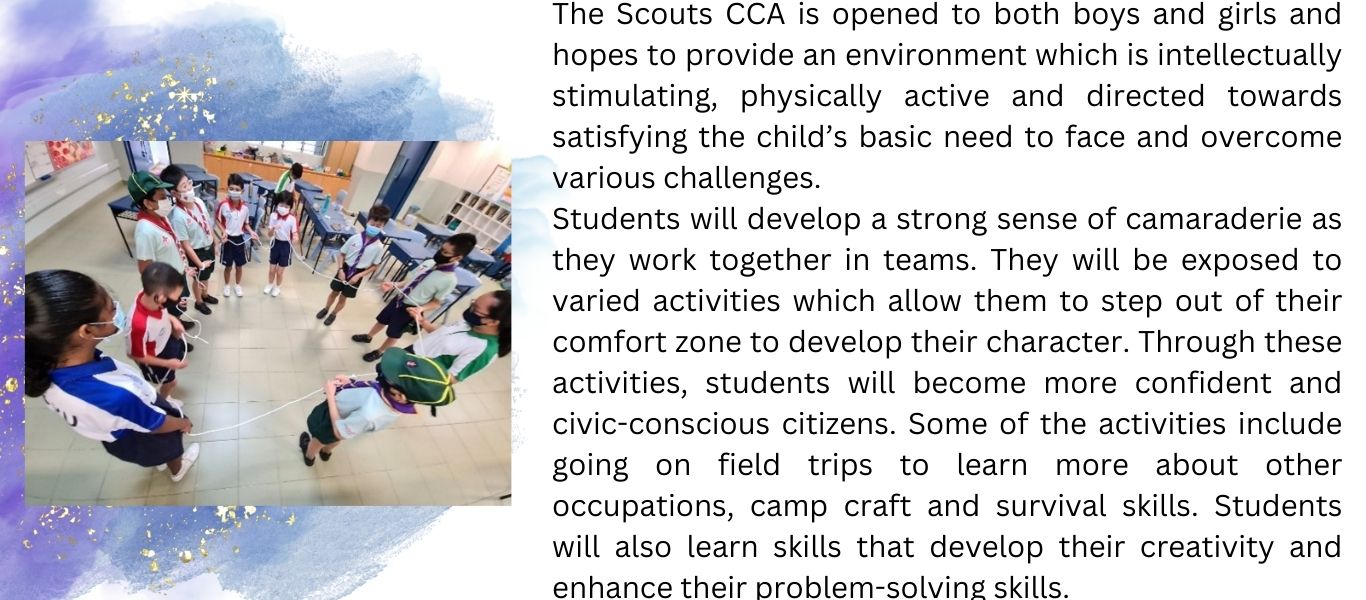 The Scouts CCA is opened to both boys and girls and
hopes to provide an environment which is intellectually
stimulating, physically active and directed towards
satisfying the child’s basic need to face and overcome
various challenges.
Students will develop a strong sense of camaraderie as
they work together in teams. They will be exposed to
varied activities which allow them to step out of their
comfort zone to develop their character. Through these
activities, students will become more confident and
civic-conscious citizens. Some of the activities include
going on field trips to learn more about other
occupations, camp craft and survival skills. Students
will also learn skills that develop their creativity and
enhance their problem-solving skills.